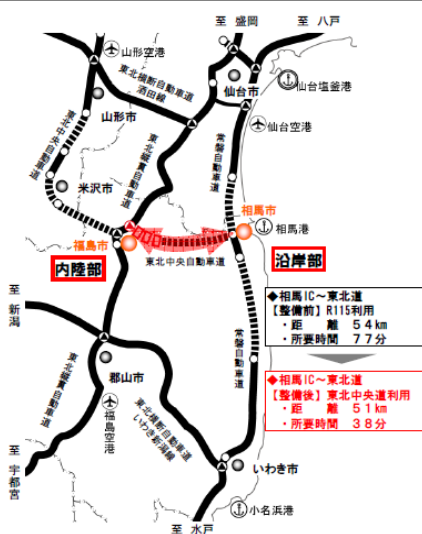 至 盛岡
至 八戸
山形空港
東北横断自動車道
酒田線
仙台市
仙台塩釜港
山形市
東北縦貫自動車道
常磐自動車道
仙台空港
東北中央自動車道
米沢市
相馬市
相馬港
福島市
東北中央自動車道
内陸部
沿岸部
至 新潟
◆相馬IC~東北道
【整備前】R115利用
・距 離 54km
・所要時間 77分
常磐自動車道
◆相馬IC~東北道
【整備後】東北中央道利用
・距 離 51km
・所要時間 38分
郡山市
東北縦貫自動車道
福島空港
東北横断自動車道
いわき新潟線
至 宇都宮
いわき市
小名浜港
至 水戸